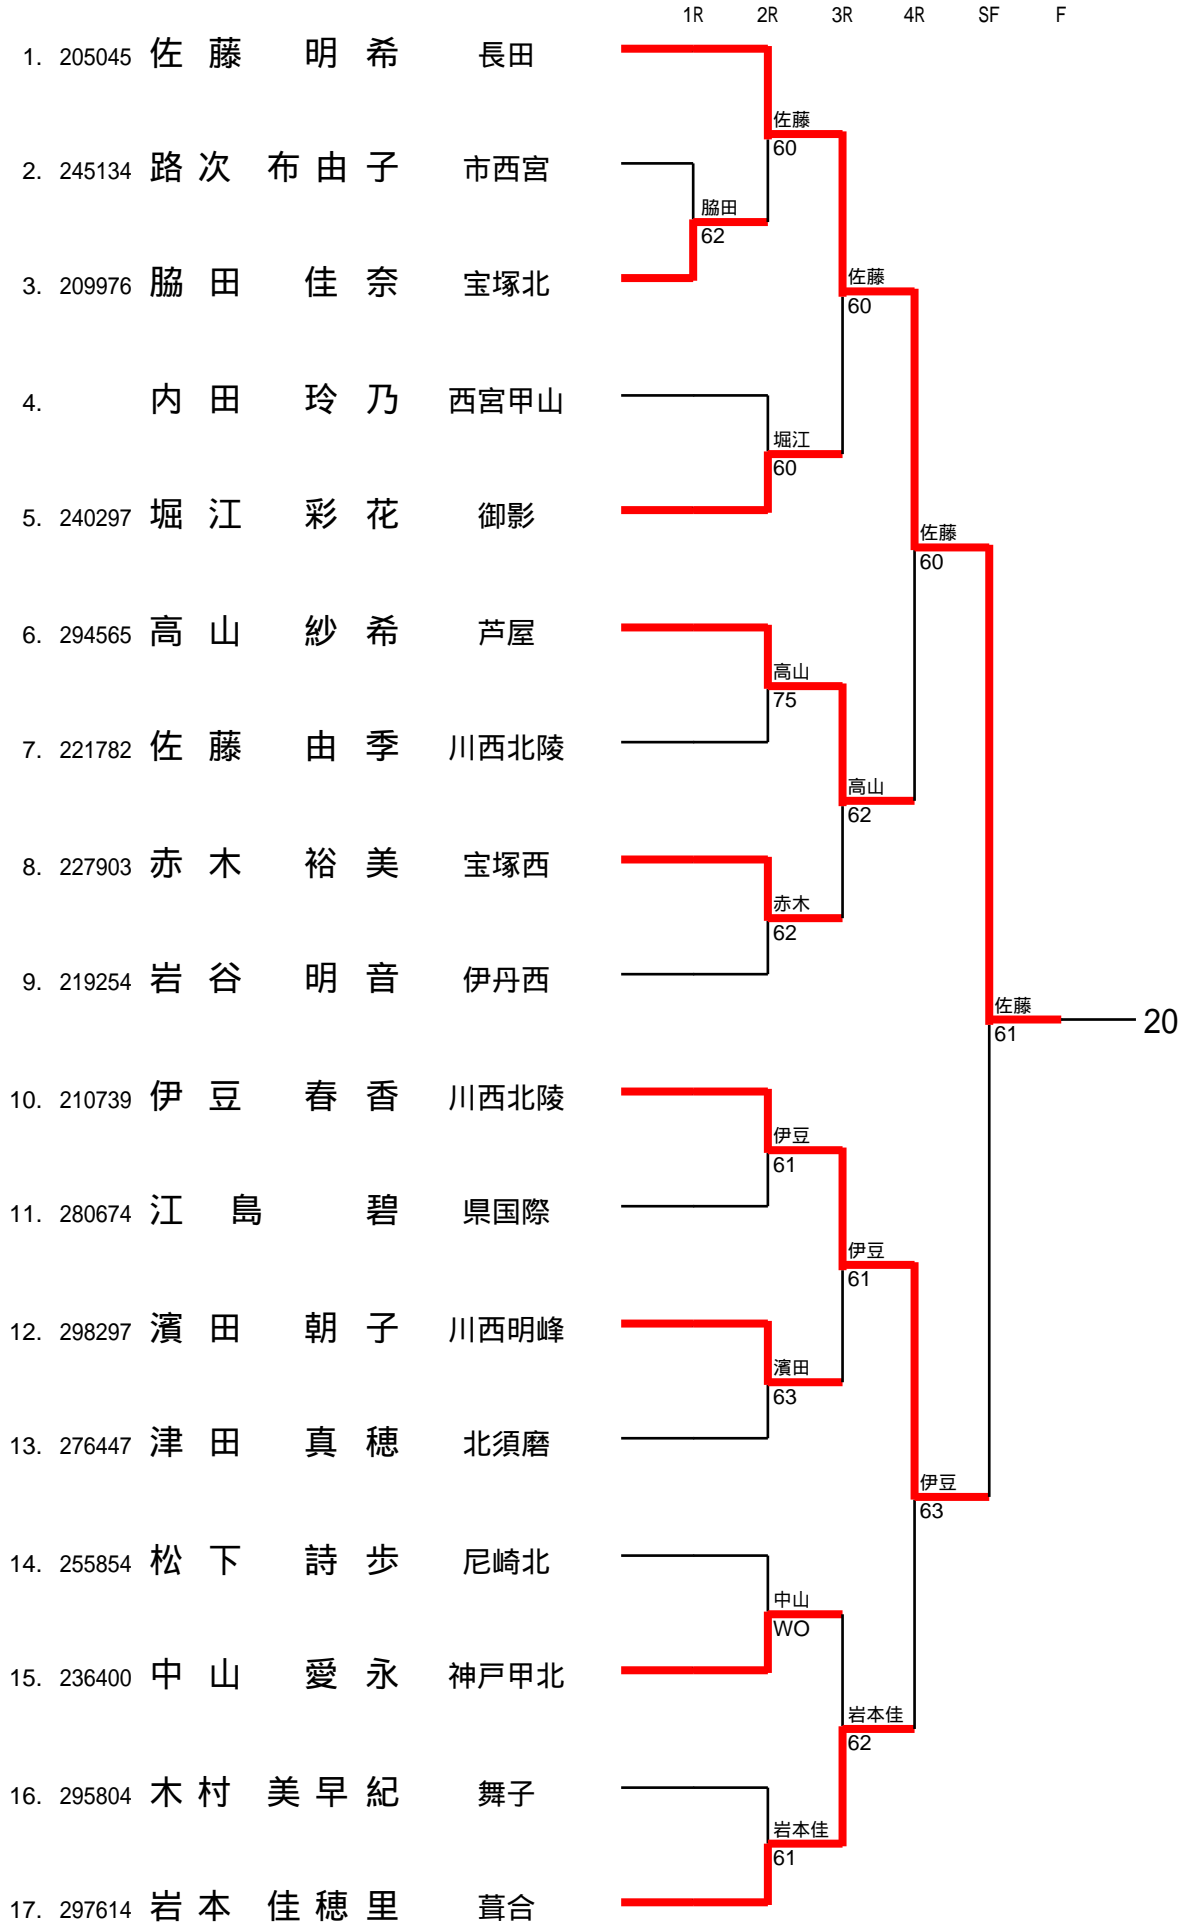 1R 2R 3R 4R SF F
1. 205045 佐藤 明希 長田
佐藤
60
2. 245134 路次 布由子 市西宮
脇田
62
3. 209976 脇田 佳奈 宝塚北
佐藤
60
4. 内田 玲乃 西宮甲山
堀江
60
5. 240297 堀江 彩花 御影
佐藤
60
6. 294565 高山 紗希 芦屋
高山
75
7. 221782 佐藤 由季 川西北陵
高山
62
8. 227903 赤木 裕美 宝塚西
赤木
62
9. 219254 岩谷 明音 伊丹西
佐藤
61
20
10. 210739 伊豆 春香 川西北陵
伊豆
61
11. 280674 江島 碧 県国際
伊豆
61
12. 298297 濱田 朝子 川西明峰
濱田
63
13. 276447 津田 真穂 北須磨
伊豆
63
14. 255854 松下 詩歩 尼崎北
中山
WO
15. 236400 中山 愛永 神戸甲北
岩本佳
62
16. 295804 木村 美早紀 舞子
岩本佳
61
17. 297614 岩本 佳穂里 葺合